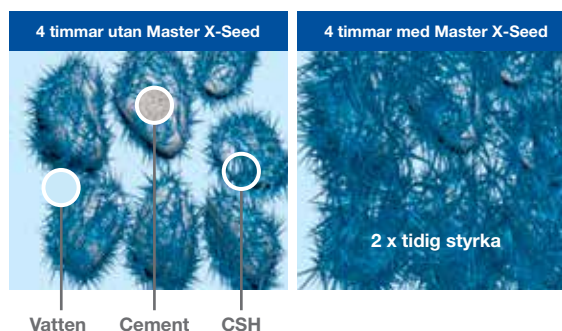 4 timmar utan Master X-Seed
4 timmar med Master X-Seed
2 x tidig styrka
Vatten
Cement
CSH